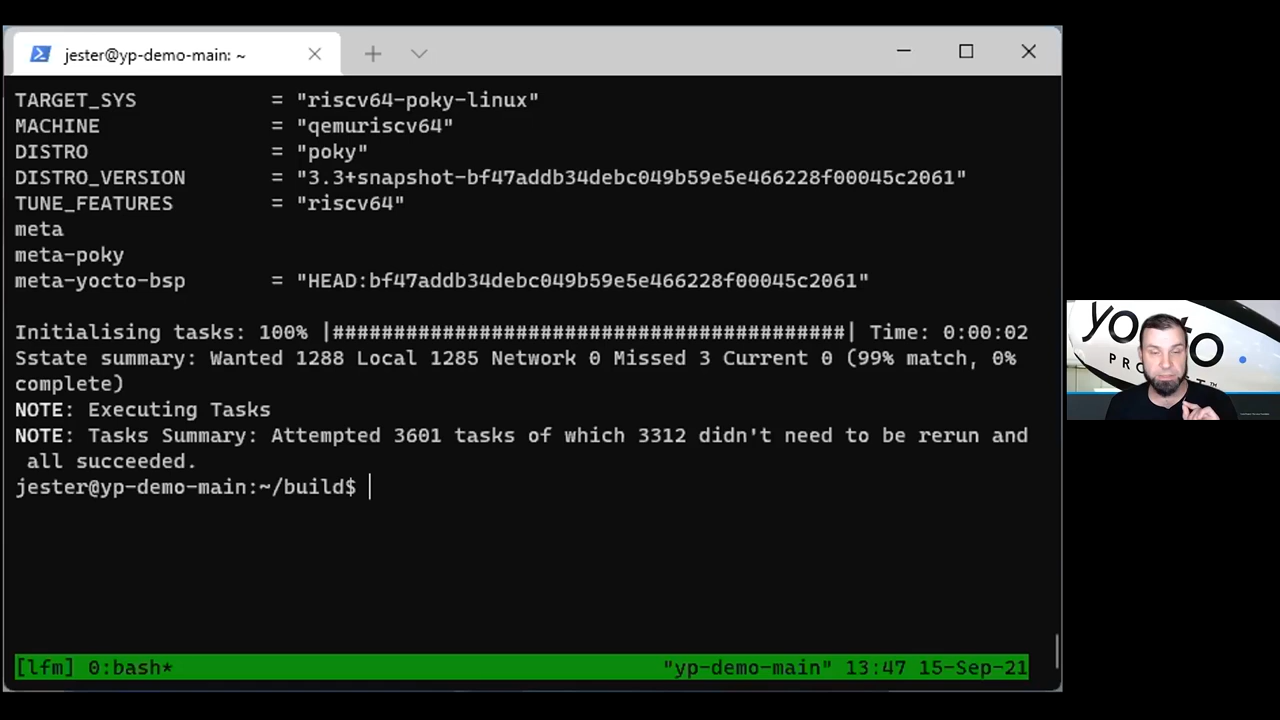 jester@yp-demo-main: ~
TARGET_SYS = "riscv64-poky-linux"
MACHINE = "qemuriscv64"
DISTRO = "poky"
DISTRO_VERSION = "3.3+snapshot-bf47addb34debc049b59e5e466228f00045c2061"
TUNE_FEATURES = "riscv64"
meta
meta-poky
meta-yocto-bsp = "HEAD:bf47addb34debc049b59e5e466228f00045c2061"
Initialising tasks: 100% |##########################################| Time: 0:00:02
Sstate summary: Wanted 1288 Local 1285 Network 0 Missed 3 Current 0 (99% match, 0%
complete)
NOTE: Executing Tasks
NOTE: Tasks Summary: Attempted 3601 tasks of which 3312 didn't need to be rerun and
all succeeded.
jester@yp-demo-main:~/build$
[lfm] 0:bash* "yp-demo-main" 13:47 15-Sep-21